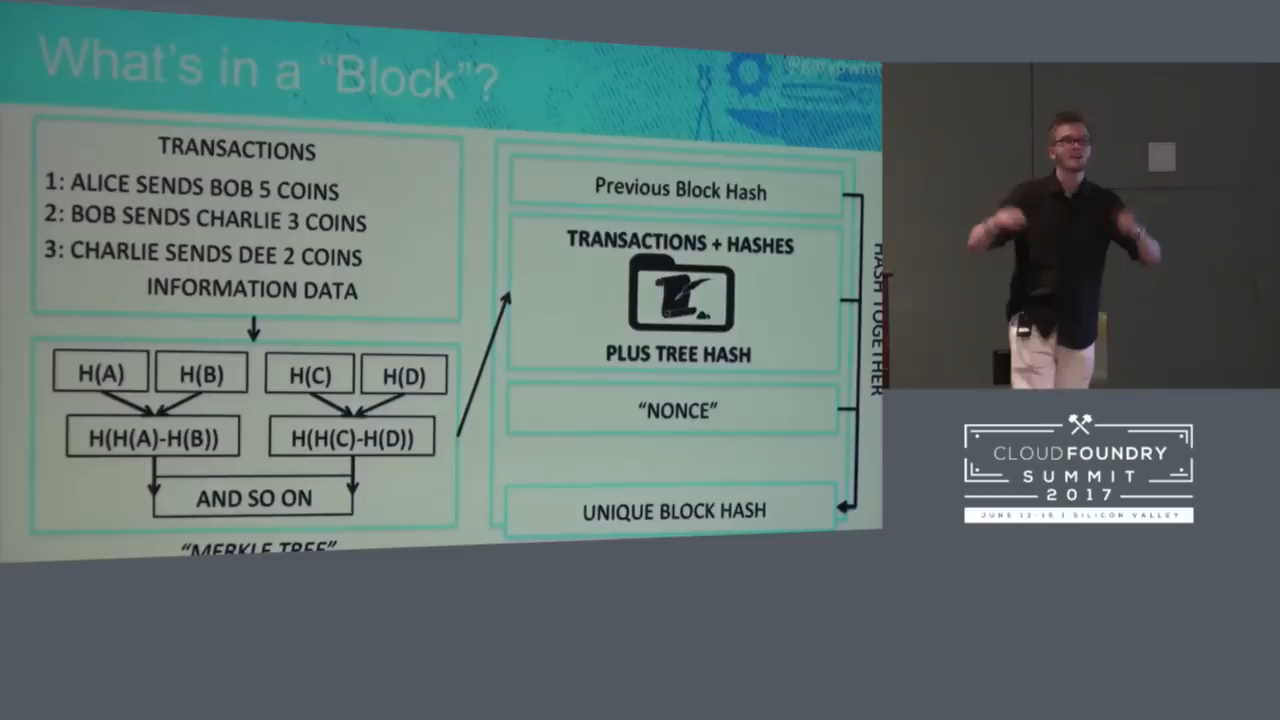 What's in a “Block”?
TRANSACTIONS
1: ALICE SENDS BOB 5 COINS
2: BOB SENDS CHARLIE 3 COINS
3: CHARLIE SENDS DEE 2 COINS
INFORMATION DATA
H(A) H(B) H(C) H(D)
H(H(A)-H(B)) H(H(C)-H(D))
AND SO ON
“MERKLE TREE”
Previous Block Hash
TRANSACTIONS + HASHES
PLUS TREE HASH
“NONCE”
UNIQUE BLOCK HASH
HASH TOGETHER
CLOUDFOUNDRY
SUMMIT
2017
JUNE 13-15 | SILICON VALLEY